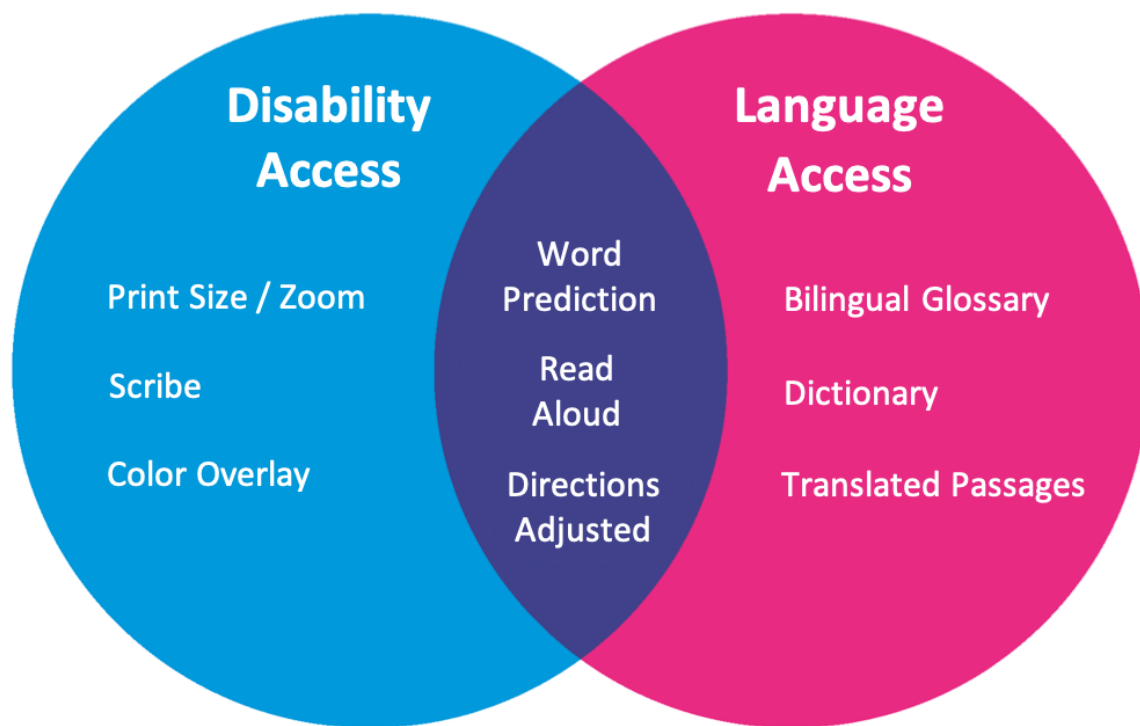 Disability
Access
Print Size / Zoom
Scribe
Color Overlay
Word
Prediction
Read
Aloud
Directions
Adjusted
Language
Access
Bilingual Glossary
Dictionary
Translated Passages